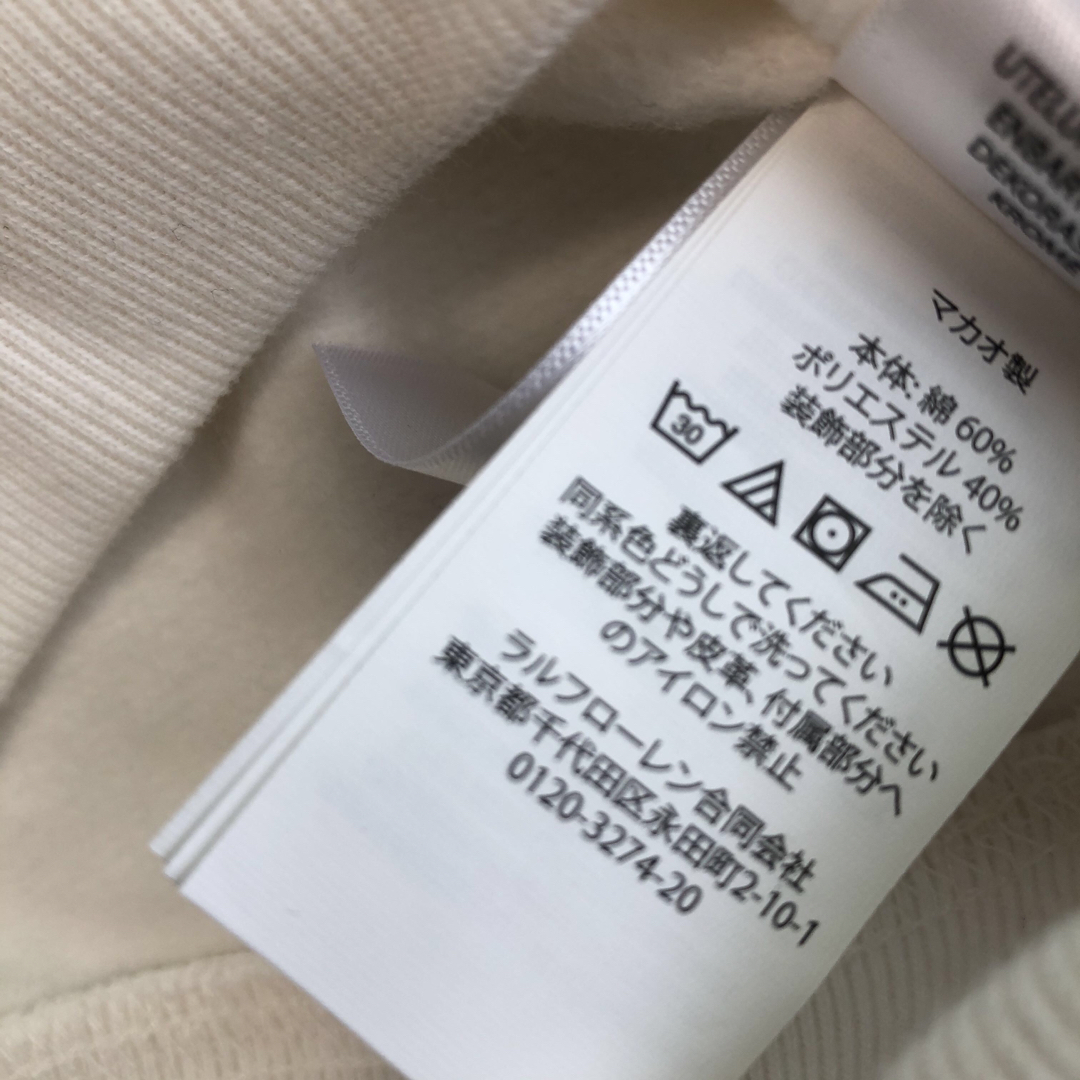 マカオ製
本体: 綿 60%
ポリエステル 40%
装飾部分を除く
30
裏返してください
同系色どうしで洗ってください
装飾部分や皮革、付属部分へ
のアイロン禁止
ラルフローレン合同会社
東京都千代田区永田町2-10-1
0120-3274-20